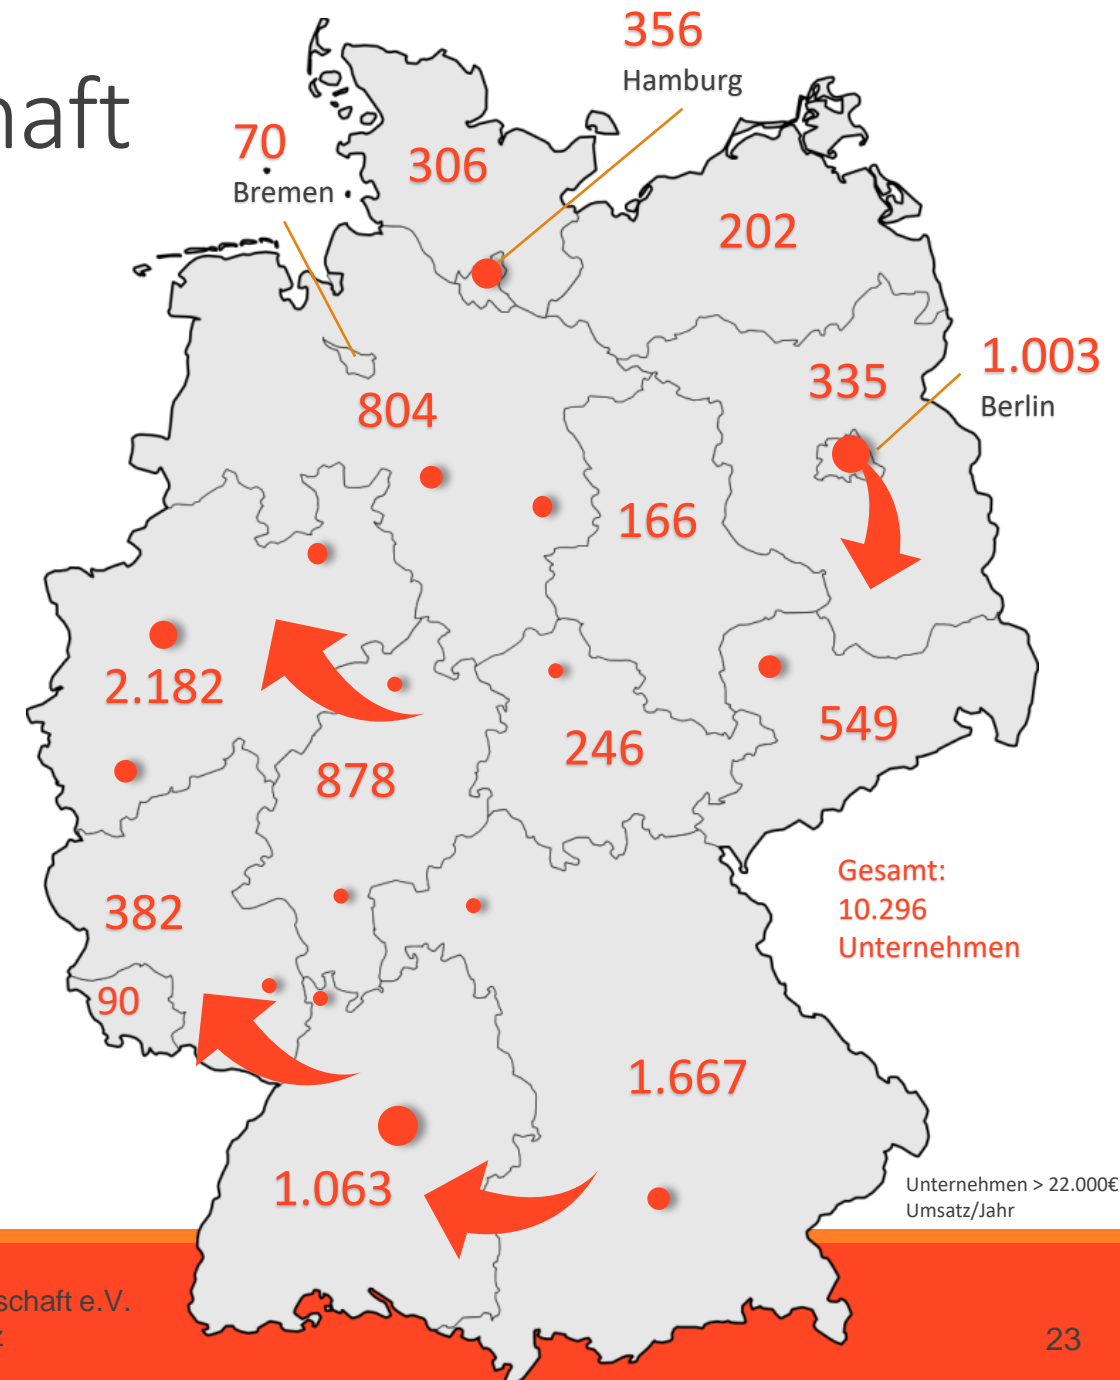 haft
356
Hamburg
70
Bremen
306
202
1.003
Berlin
335
804
166
2.182
549
246
878
382
90
1.667
1.063
Gesamt:
10.296
Unternehmen
Unternehmen > 22.000€
Umsatz/Jahr
schaft e.V.
23